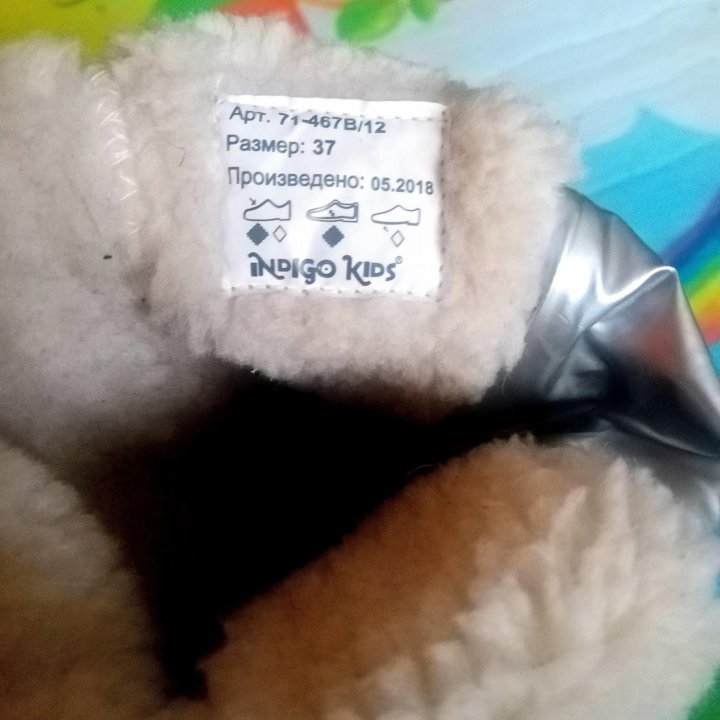 Арт. 71-467В/12
Размер: 37
Произведено: 05.2018
INDIGO KIDS®